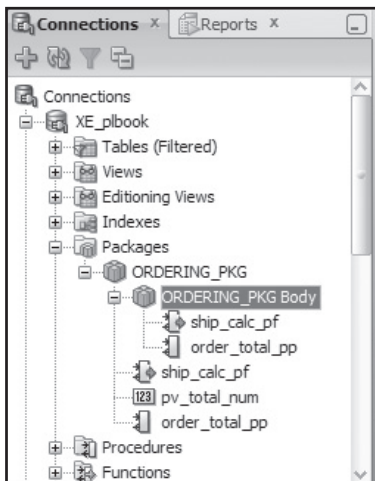 Connections x Reports x
Connections
XE_plbook
Tables (Filtered)
Views
Editioning Views
Indexes
Packages
ORDERING_PKG
ORDERING_PKG Body
ship_calc_pf
order_total_pp
ship_calc_pf
123 pv_total_num
order_total_pp
Procedures
Functions